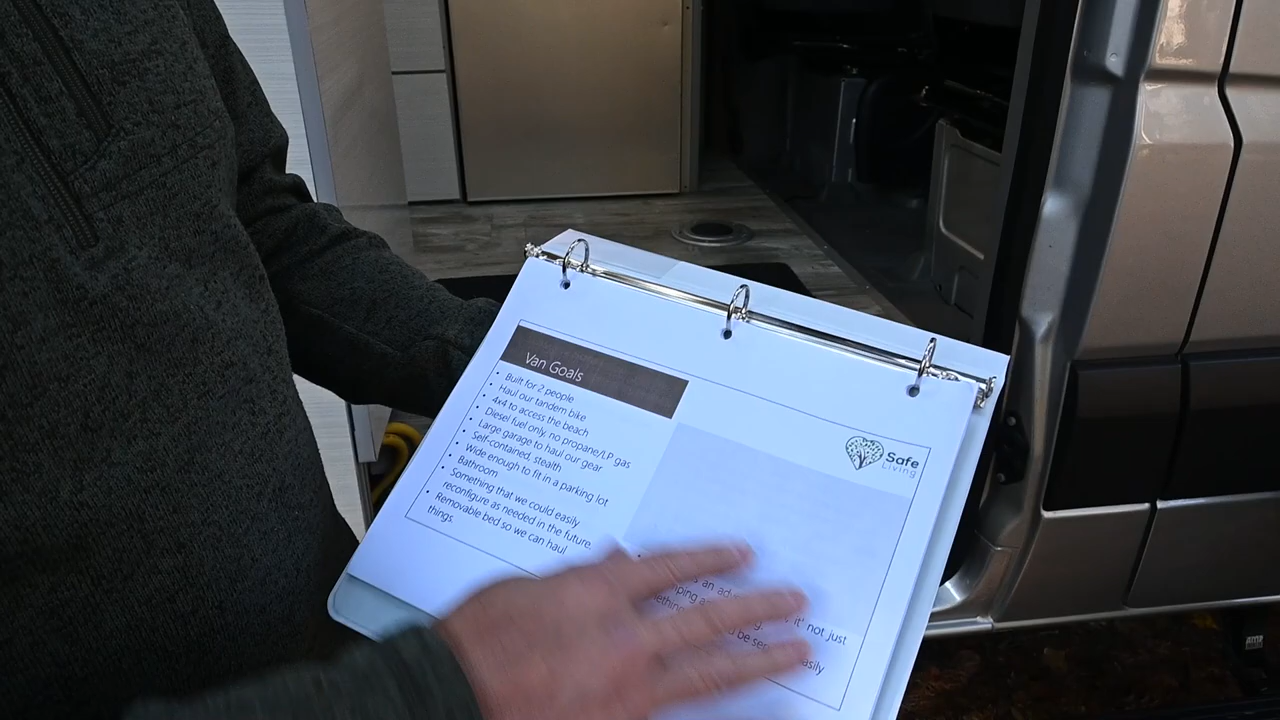 Van Goals
• Built for 2 people
• Haul our tandem bike
• 4x4 to access the beach
• Diesel fuel only, no propane/LP gas
• Large garage to haul our gear
• Self-contained, stealth
• Wide enough to fit in a parking lot
• Bathroom
• Something that we could easily
reconfigure as needed in the future.
• Removable bed so we can haul
things.
Safe
Living
an
it' not just
be
easily